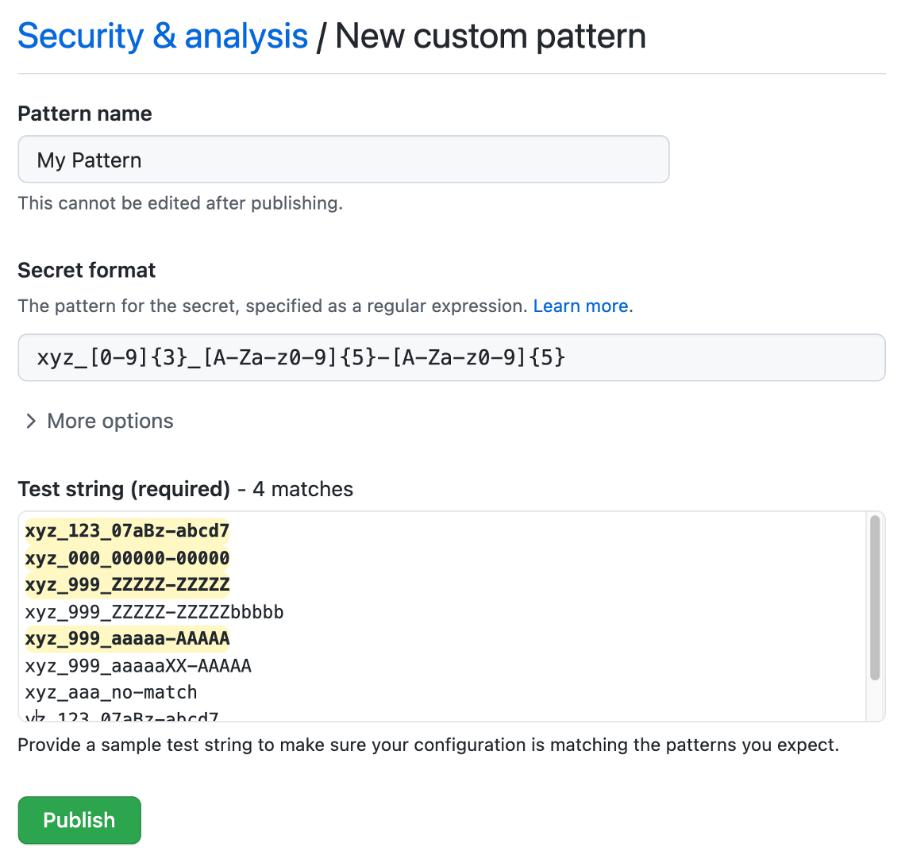 Security & analysis / New custom pattern
Pattern name
My Pattern
This cannot be edited after publishing.
Secret format
The pattern for the secret, specified as a regular expression. Learn more.
xyz_[0-9]{3}_[A-Za-z0-9]{5}-[A-Za-z0-9]{5}
More options
Test string (required) - 4 matches
xyz_123_07aBz-abcd7
xyz_000_00000-00000
xyz_999_ZZZZZ-ZZZZZ
xyz_999_ZZZZZ-ZZZZZbbbbb
xyz_999_aaaaa-AAAAA
xyz_999_aaaaaXX-AAAAA
xyz_aaa_no-match
yz_123_07aBz-abcd7
Provide a sample test string to make sure your configuration is matching the patterns you expect.
Publish